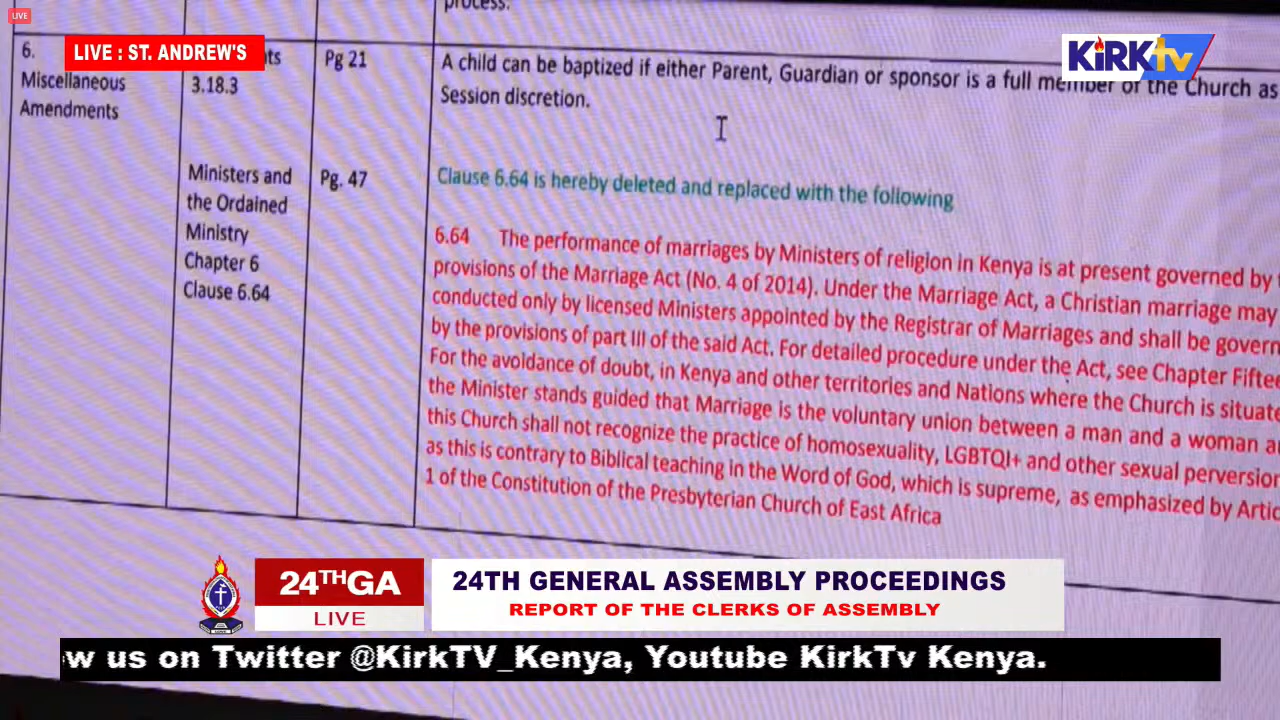 LIVE
process.
LIVE : ST. ANDREW'S
KiRKtv
6.
Miscellaneous
Amendments
3.18.3
Pg 21
A child can be baptized if either Parent, Guardian or sponsor is a full member of the Church as
Session discretion.
Ministers and
the Ordained
Ministry
Chapter 6
Clause 6.64
Pg. 47
Clause 6.64 is hereby deleted and replaced with the following
6.64 The performance of marriages by Ministers of religion in Kenya is at present governed by
provisions of the Marriage Act (No. 4 of 2014). Under the Marriage Act, a Christian marriage may
conducted only by licensed Ministers appointed by the Registrar of Marriages and shall be govern
by the provisions of part III of the said Act. For detailed procedure under the Act, see Chapter Fiftee
For the avoidance of doubt, in Kenya and other territories and Nations where the Church is situate
the Minister stands guided that Marriage is the voluntary union between a man and a woman a
this Church shall not recognize the practice of homosexuality, LGBTQI+ and other sexual perversion
as this is contrary to Biblical teaching in the Word of God, which is supreme, as emphasized by Artic
1 of the Constitution of the Presbyterian Church of East Africa
24THGA
LIVE
24TH GENERAL ASSEMBLY PROCEEDINGS
REPORT OF THE CLERKS OF ASSEMBLY
w us on Twitter @KirkTV_Kenya, Youtube KirkTv Kenya.